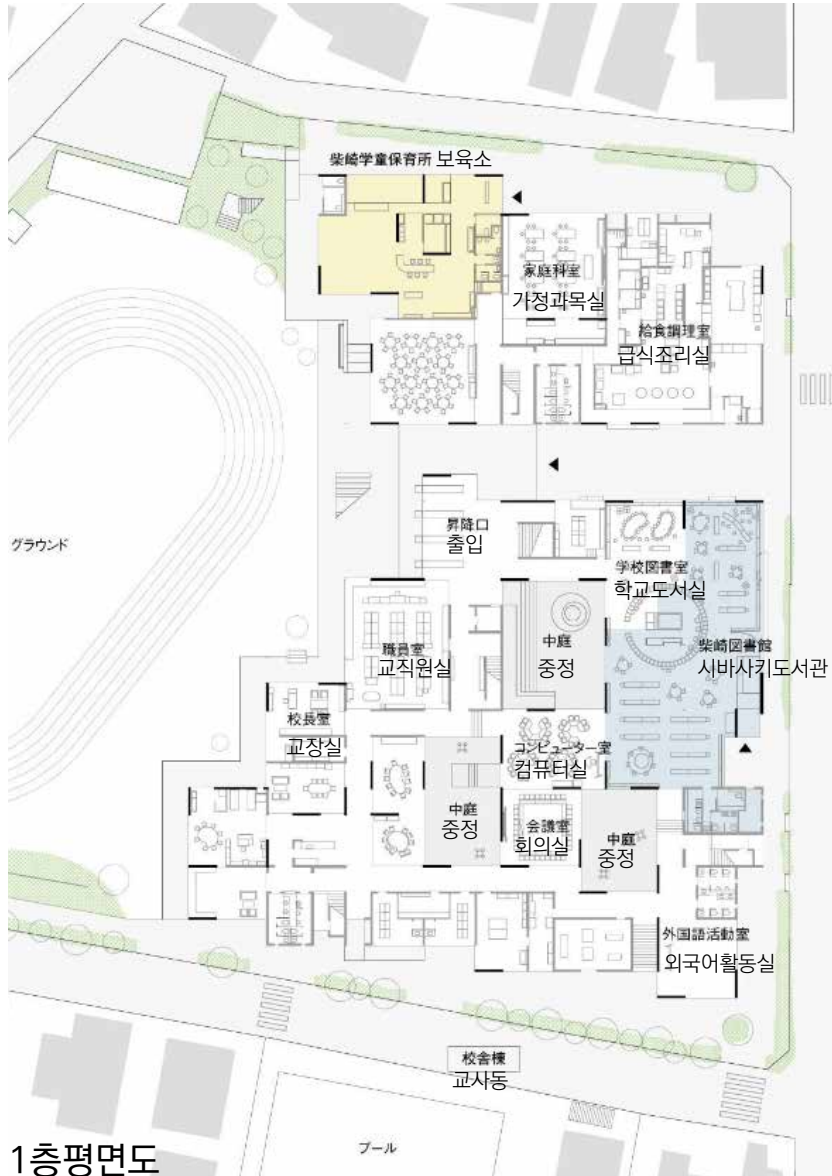 柴崎学童保育所 보육소
家庭科室
가정과목실
給食調理室
급식조리실
昇降口
출입
グラウンド
学校図書室
학교도서실
職員室
교직원실
中庭
중정
柴崎図書館
사바사키도서관
校長室
교장실
コンピューター室
컴퓨터실
中庭
중정
会議室
회의실
中庭
중정
外国語活動室
외국어활동실
校舎棟
교사동
プール
1층평면도